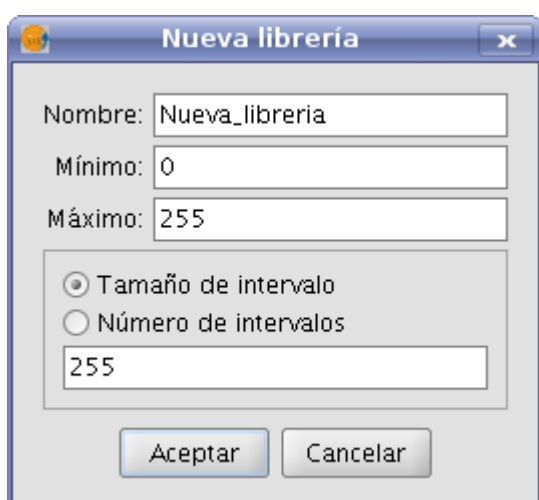 Nueva librería
Nombre: Nueva_libreria
Mínimo: 0
Máximo: 255
Tamaño de intervalo
Número de intervalos
255
Aceptar Cancelar